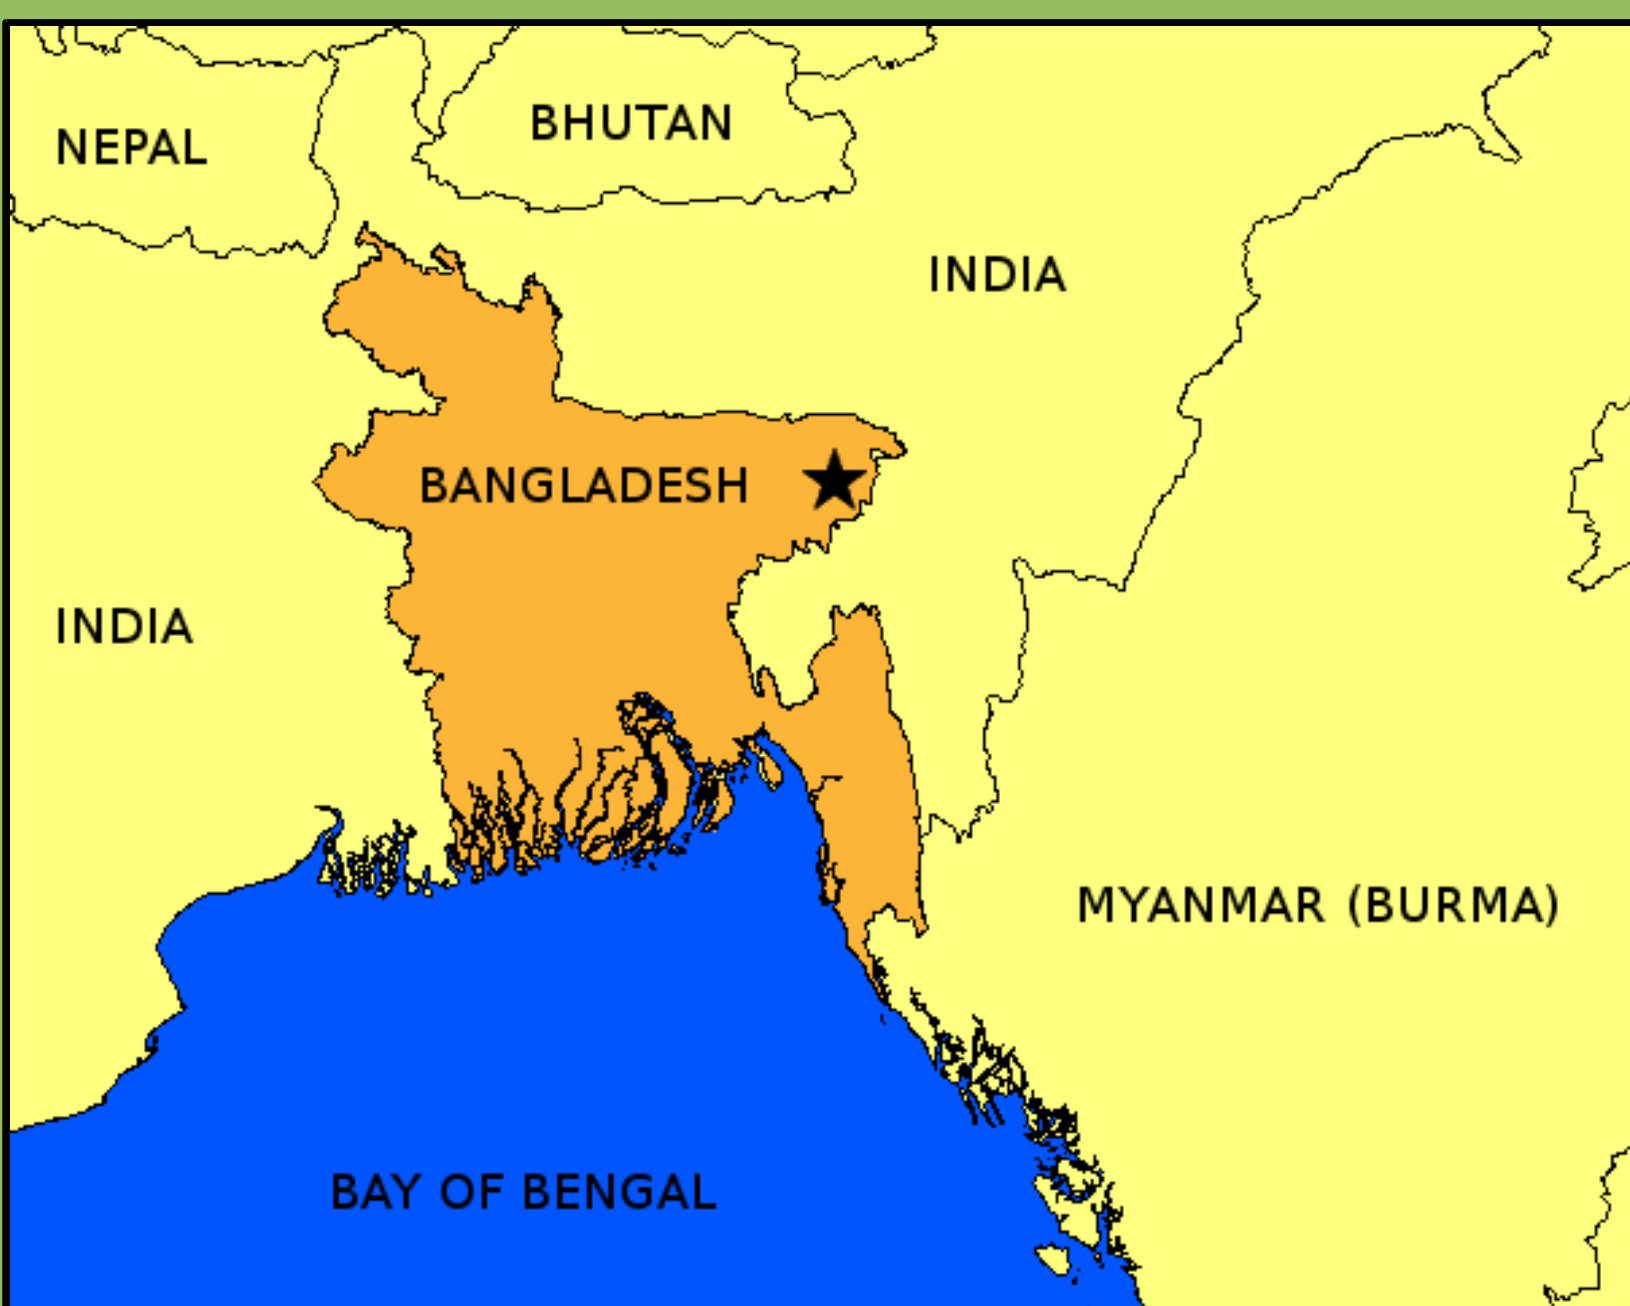 BHUTAN
NEPAL
INDIA
BANGLADESH
INDIA
MYANMAR (BURMA)
BAY OF BENGAL